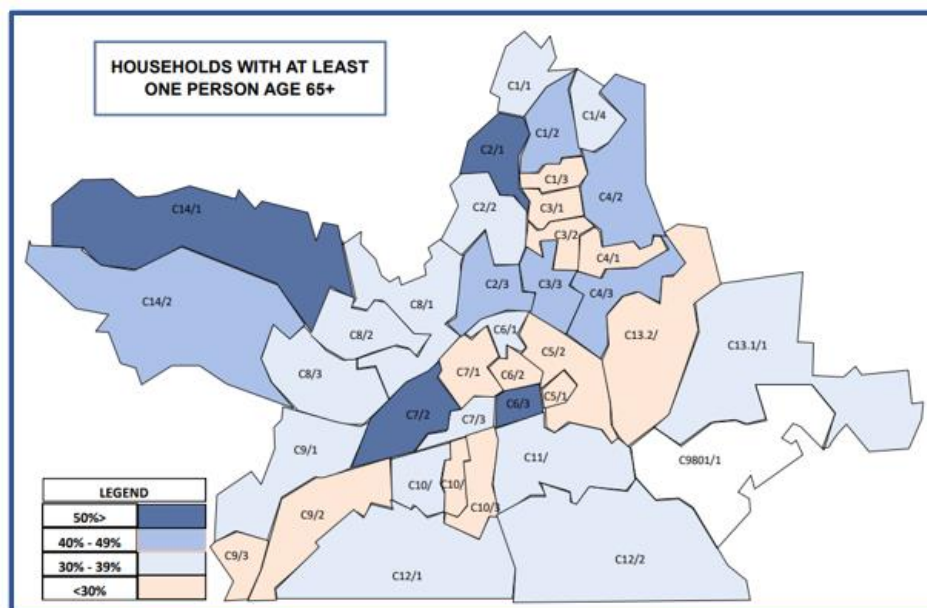 HOUSEHOLDS WITH AT LEAST
ONE PERSON AGE 65+
C1/1
C1/4
C1/2
C2/1
C1/3
C4/2
C3/1
C14/1
C2/2
C3/2
C4/1
C2/3
C3/3
C4/3
C14/2
C8/1
C6/1
C8/2
C5/2
C13.2/
C13.1/1
C8/3
C7/1
C6/2
C5/1
C6/3
C7/2
C7/3
C9/1
C11/
C9801/1
C10/
C10/
C10/3
C9/2
C9/3
C12/1
C12/2
LEGEND
50%>
40% - 49%
30% - 39%
<30%